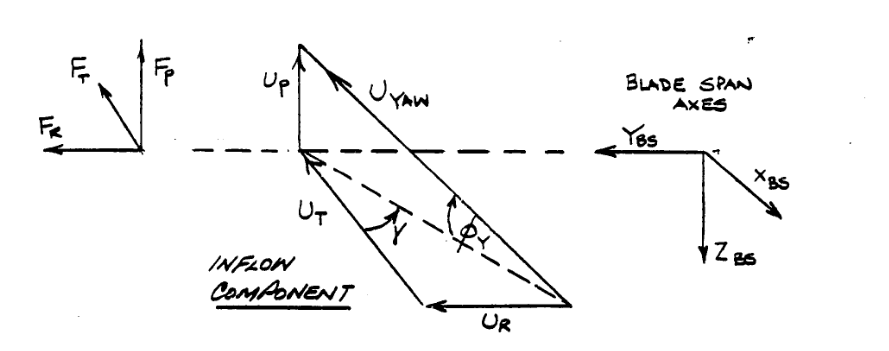 F_T
F_P
F_R
U_P
U_YAW
BLADE SPAN
AXES
Y_BS
X_BS
Z_BS
U_T
γ
ϕ_Y
INFLOW
COMPONENT
U_R